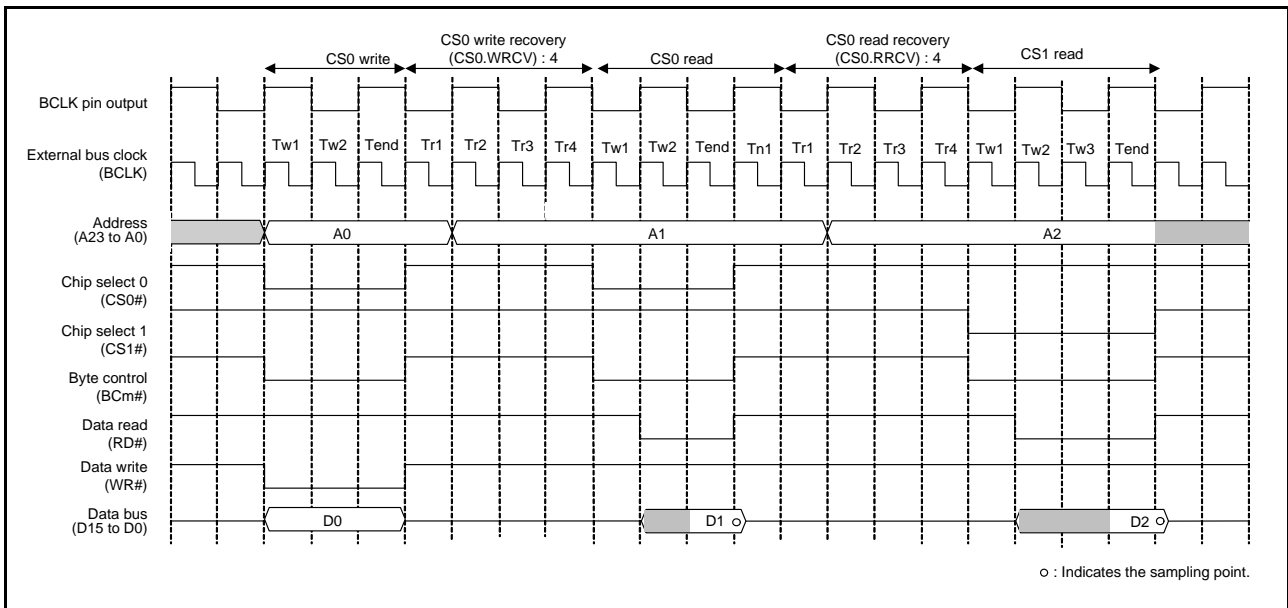 CS0 write
CS0 write recovery
(CS0.WRCV) : 4
CS0 read
CS0 read recovery
(CS0.RRCV) : 4
CS1 read
BCLK pin output
External bus clock
(BCLK)
Tw1 Tw2 Tend Tr1 Tr2 Tr3 Tr4 Tw1 Tw2 Tend Tn1 Tr1 Tr2 Tr3 Tr4 Tw1 Tw2 Tw3 Tend
Address
(A23 to A0)
A0 A1 A2
Chip select 0
(CS0#)
Chip select 1
(CS1#)
Byte control
(BCm#)
Data read
(RD#)
Data write
(WR#)
Data bus
(D15 to D0)
D0 D1 D2
: Indicates the sampling point.